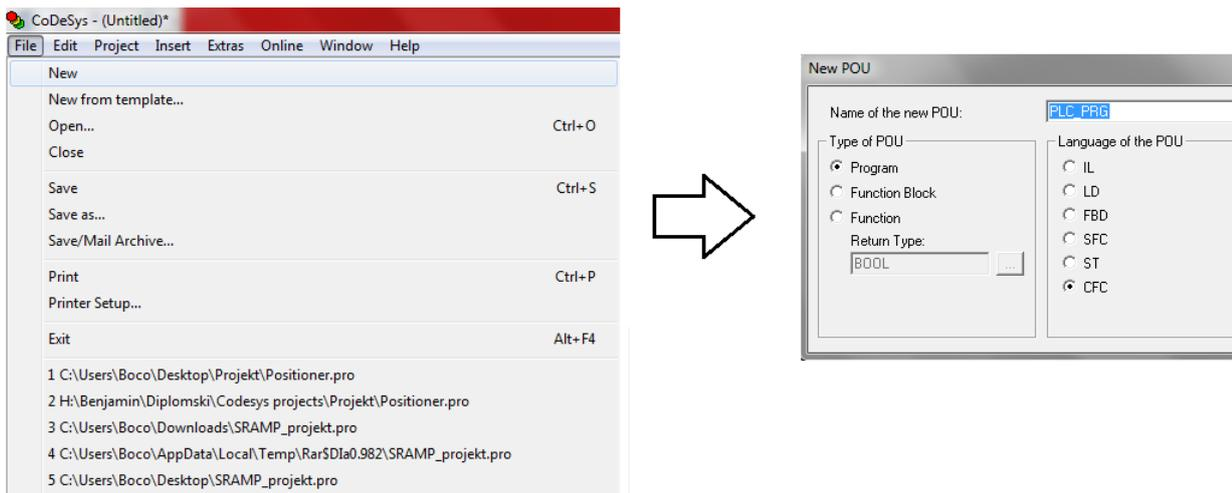 CoDeSys - (Untitled)*
File Edit Project Insert Extras Online Window Help
New
New from template...
Open... Ctrl+O
Close
Save Ctrl+S
Save as...
Save/Mail Archive...
Print Ctrl+P
Printer Setup...
Exit Alt+F4
1 C:\Users\Boco\Desktop\Projekt\Positioner.pro
2 H:\Benjamin\Diplomski\Codesys projects\Projekt\Positioner.pro
3 C:\Users\Boco\Downloads\SRAMP_projekt.pro
4 C:\Users\Boco\AppData\Local\Temp\Rar$DIa0.982\SRAMP_projekt.pro
5 C:\Users\Boco\Desktop\SRAMP_projekt.pro
New POU
Name of the new POU: PLC_PRG
Type of POU
Program
Function Block
Function
Return Type:
BOOL ...
Language of the POU
IL
LD
FBD
SFC
ST
CFC